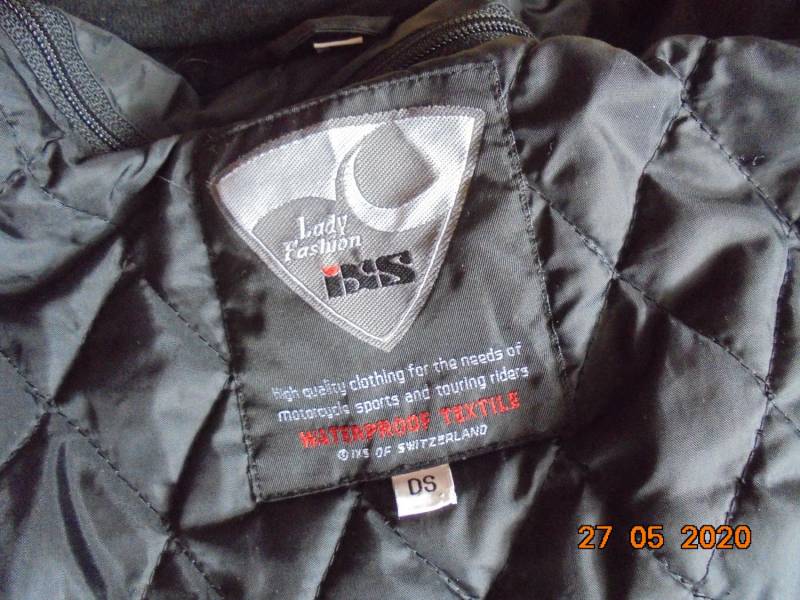 Lady
Fashion
iXS
High quality clothing for the needs of
motorcycle sports and touring riders
WATERPROOF TEXTILE
© IXS OF SWITZERLAND
DS
27 05 2020